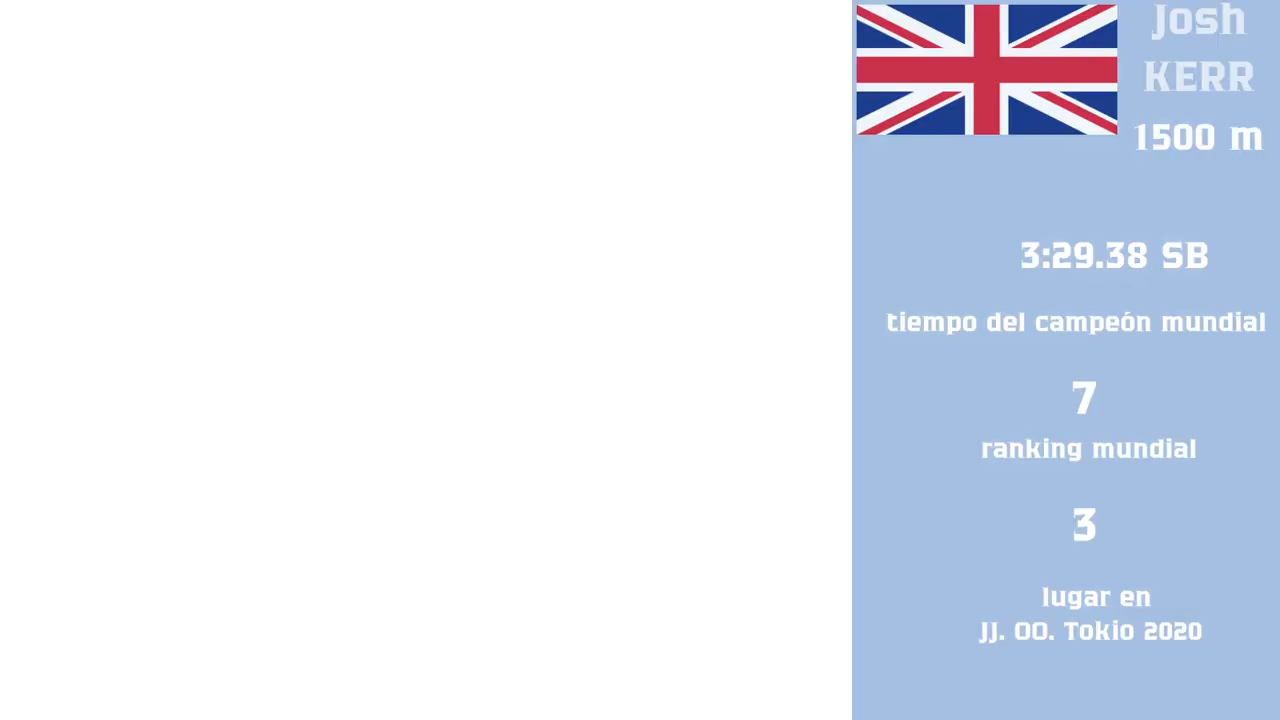 Josh
KERR
1500 m
3:29.38 SB
tiempo del campeón mundial
7
ranking mundial
3
lugar en
JJ. OO. Tokio 2020